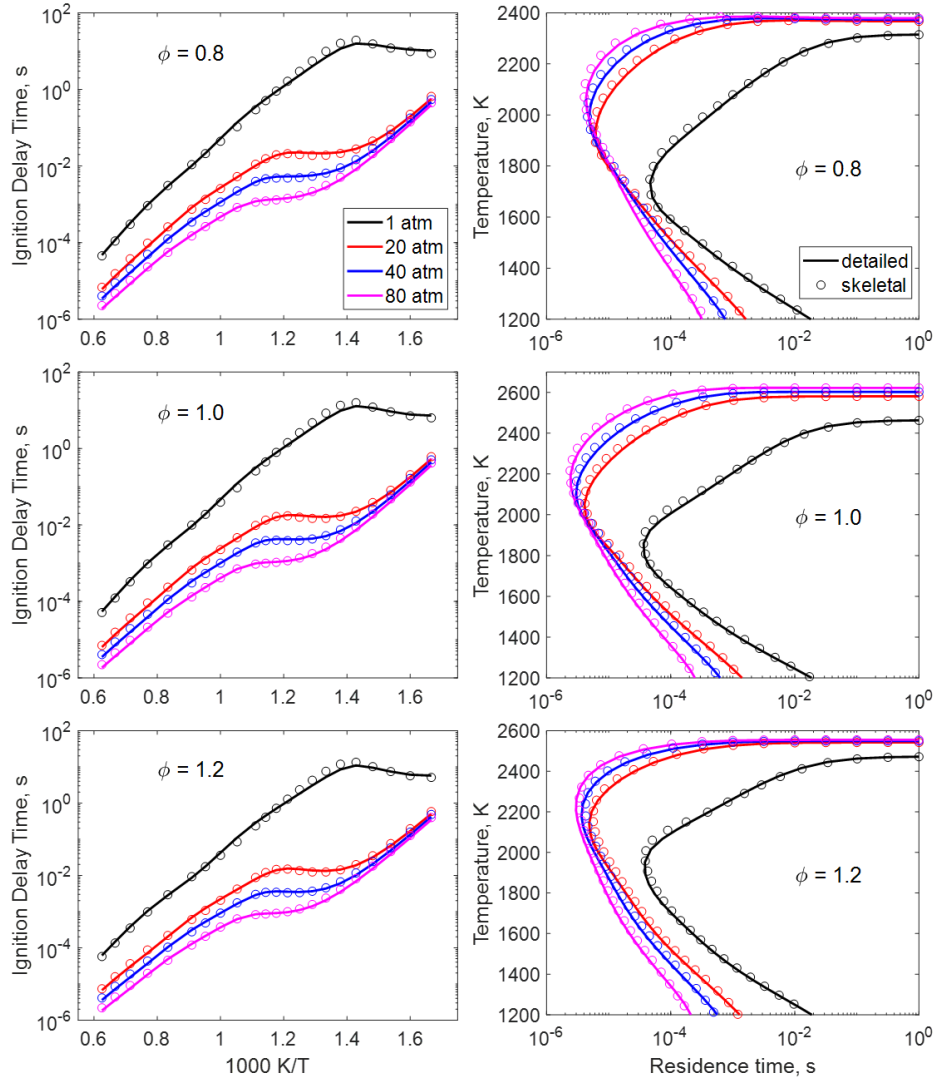 Ignition Delay Time, s
10^2
10^0
10^-2
10^-4
10^-6
ϕ = 0.8
1 atm
20 atm
40 atm
80 atm
0.6 0.8 1 1.2 1.4 1.6
Temperature, K
2400
2200
2000
1800
1600
1400
1200
ϕ = 0.8
detailed
skeletal
10^-6 10^-4 10^-2 10^0
Ignition Delay Time, s
10^2
10^0
10^-2
10^-4
10^-6
ϕ = 1.0
0.6 0.8 1 1.2 1.4 1.6
Temperature, K
2600
2400
2200
2000
1800
1600
1400
1200
ϕ = 1.0
10^-6 10^-4 10^-2 10^0
Ignition Delay Time, s
10^2
10^0
10^-2
10^-4
10^-6
ϕ = 1.2
0.6 0.8 1 1.2 1.4 1.6
1000 K/T
Temperature, K
2600
2400
2200
2000
1800
1600
1400
1200
ϕ = 1.2
10^-6 10^-4 10^-2 10^0
Residence time, s